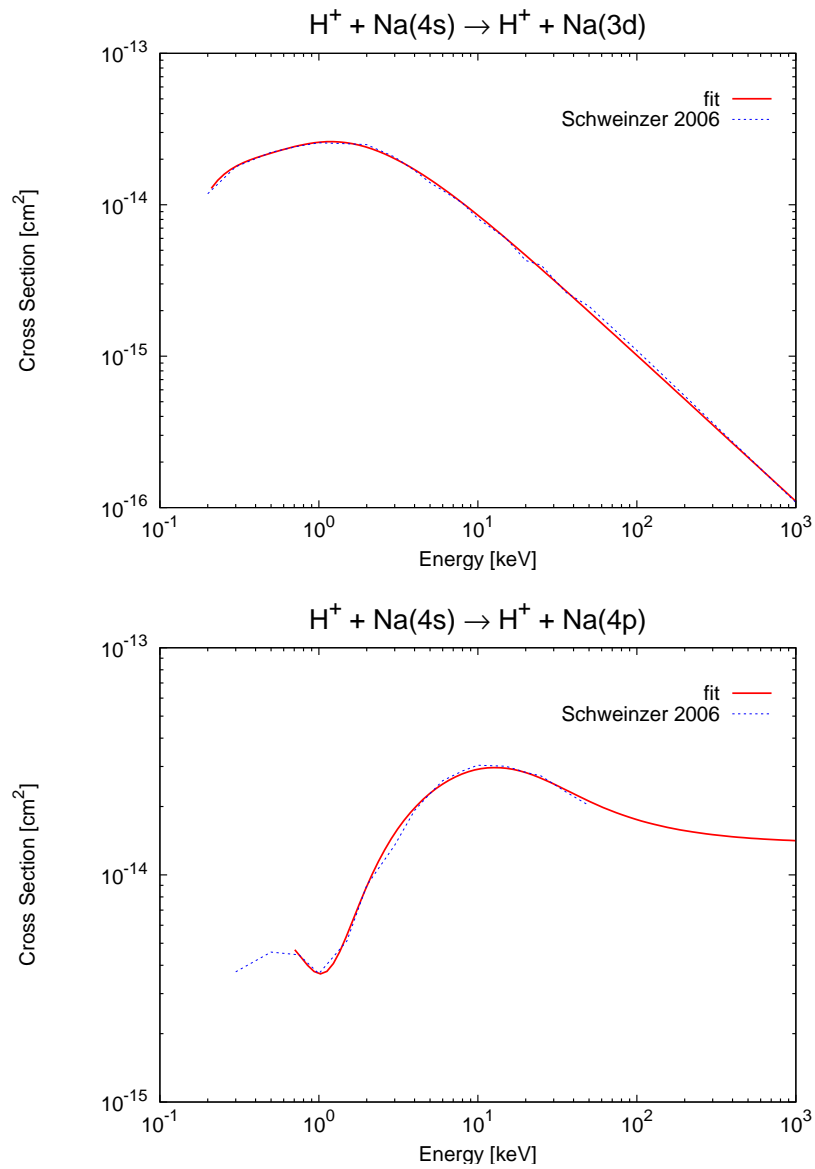 H⁺ + Na(4s) → H⁺ + Na(3d)
10⁻¹³
fit
Schweinzer 2006
10⁻¹⁴
Cross Section [cm²]
10⁻¹⁵
10⁻¹⁶
10⁻¹ 10⁰ 10¹ 10² 10³
Energy [keV]
H⁺ + Na(4s) → H⁺ + Na(4p)
10⁻¹³
fit
Schweinzer 2006
Cross Section [cm²]
10⁻¹⁴
10⁻¹⁵
10⁻¹ 10⁰ 10¹ 10² 10³
Energy [keV]